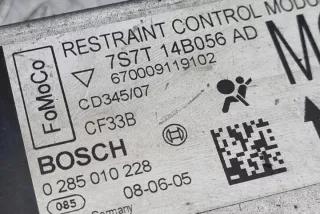 RESTRAINT CONTROL MODU
FoMoCo
7S7T 14B056 AD
670009119102
CD345/07
CF33B
BOSCH
0 285 010 228
08-06-05
085
Germany